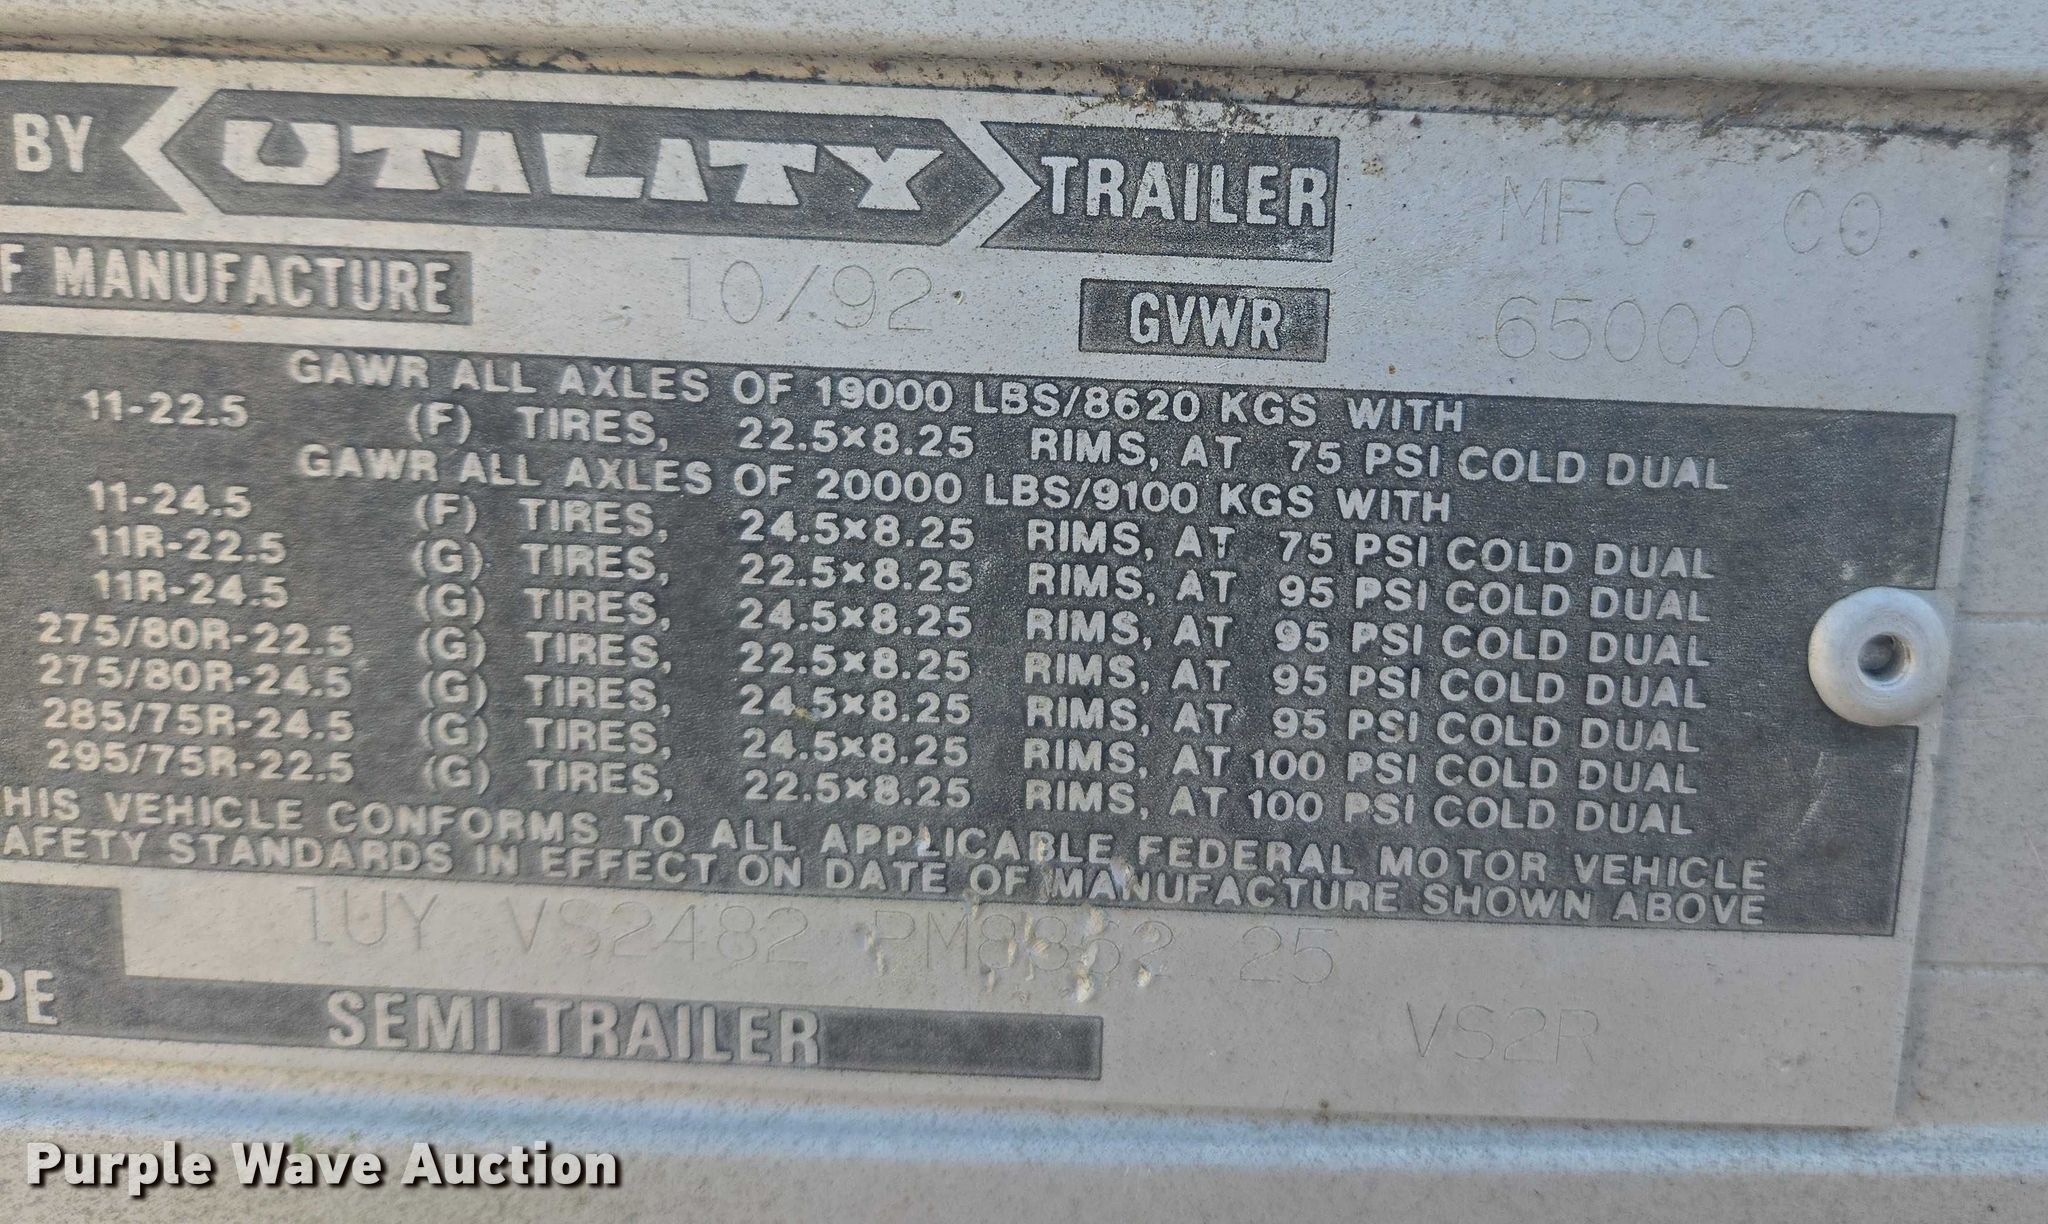 BY UTILITY TRAILER MFG CO
F MANUFACTURE 10/92 GVWR 65000
GAWR ALL AXLES OF 19000 LBS/8620 KGS WITH
11-22.5 (F) TIRES, 22.5×8.25 RIMS, AT 75 PSI COLD DUAL
GAWR ALL AXLES OF 20000 LBS/9100 KGS WITH
11-24.5 (F) TIRES, 24.5×8.25 RIMS, AT 75 PSI COLD DUAL
11R-22.5 (G) TIRES, 22.5×8.25 RIMS, AT 95 PSI COLD DUAL
11R-24.5 (G) TIRES, 24.5×8.25 RIMS, AT 95 PSI COLD DUAL
275/80R-22.5 (G) TIRES, 22.5×8.25 RIMS, AT 95 PSI COLD DUAL
275/80R-24.5 (G) TIRES, 24.5×8.25 RIMS, AT 95 PSI COLD DUAL
285/75R-24.5 (G) TIRES, 24.5×8.25 RIMS, AT 100 PSI COLD DUAL
295/75R-22.5 (G) TIRES, 22.5×8.25 RIMS, AT 100 PSI COLD DUAL
HIS VEHICLE CONFORMS TO ALL APPLICABLE FEDERAL MOTOR VEHICLE
AFETY STANDARDS IN EFFECT ON DATE OF MANUFACTURE SHOWN ABOVE
1UY VS2482 25
PE SEMI TRAILER VS2R
Purple Wave Auction